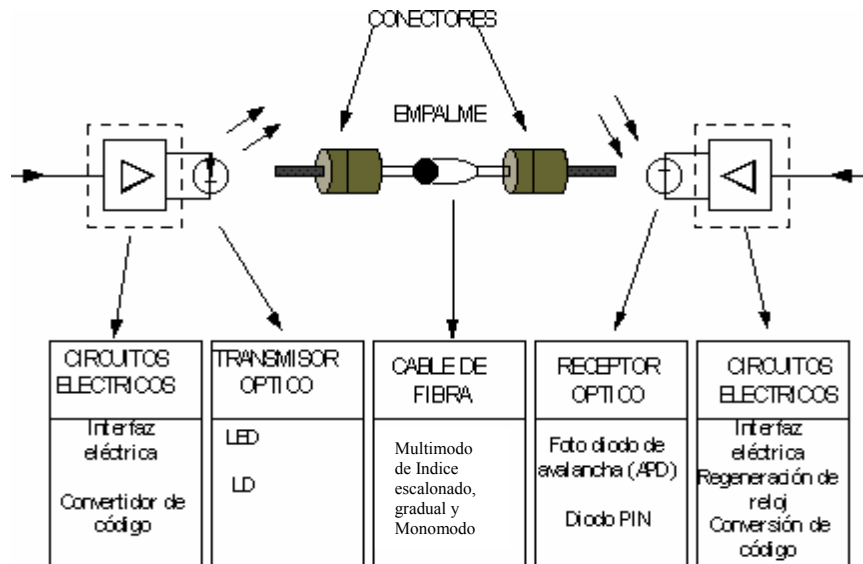 CONECTORES
EMPALME
CIRCUITOS
ELECTRICOS
Interfaz
eléctrica
Convertidor de
código
TRANSMISOR
OPTICO
LED
LD
CABLE DE
FIBRA
Multimodo
de Indice
escalonado,
gradual y
Monomodo
RECEPTOR
OPTICO
Foto diodo de
avalancha (APD)
Diodo PIN
CIRCUITOS
ELECTRICOS
Interfaz
eléctrica
Regeneración de
reloj
Conversión de
código